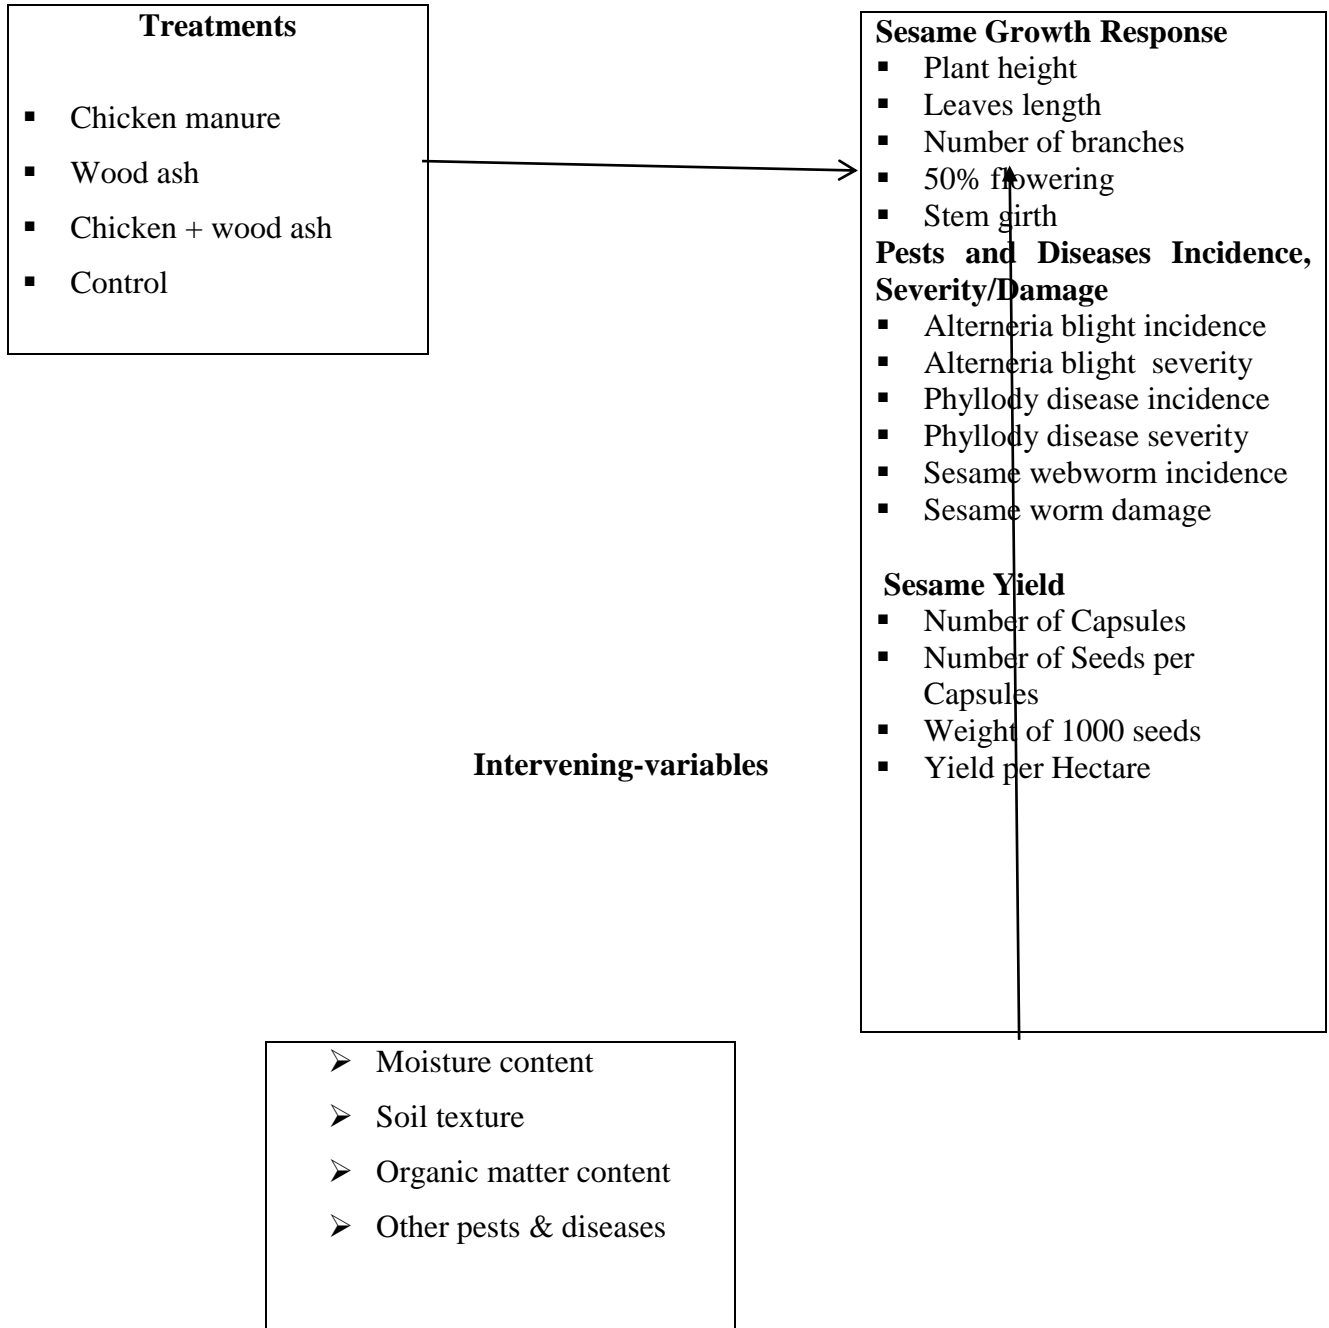 Treatments
▪ Chicken manure
▪ Wood ash
▪ Chicken + wood ash
▪ Control
Sesame Growth Response
▪ Plant height
▪ Leaves length
▪ Number of branches
▪ 50% flowering
▪ Stem girth
Pests and Diseases Incidence,
Severity/Damage
▪ Alterneria blight incidence
▪ Alterneria blight severity
▪ Phyllody disease incidence
▪ Phyllody disease severity
▪ Sesame webworm incidence
▪ Sesame worm damage
Sesame Yield
▪ Number of Capsules
▪ Number of Seeds per
Capsules
▪ Weight of 1000 seeds
▪ Yield per Hectare
Intervening-variables
➢ Moisture content
➢ Soil texture
➢ Organic matter content
➢ Other pests & diseases